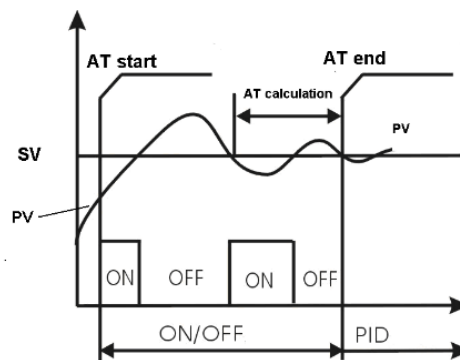 AT start
AT end
AT calculation
PV
SV
PV
ON OFF ON OFF
ON/OFF PID